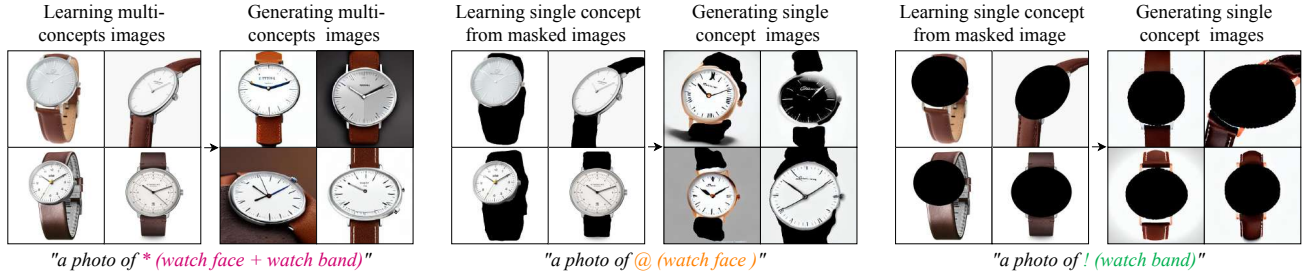 Learning multi-
concepts images
Generating multi-
concepts images
"a photo of * (watch face + watch band)"
Learning single concept
from masked images
Generating single
concept images
"a photo of @ (watch face )"
Learning single concept
from masked image
Generating single
concept images
"a photo of ! (watch band)"